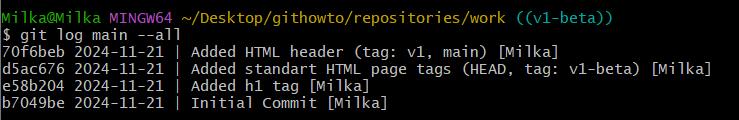 Milka@Milka MINGW64 ~/Desktop/githowto/repositories/work ((v1-beta))
$ git log main --all
70f6beb 2024-11-21 | Added HTML header (tag: v1, main) [Milka]
d5ac676 2024-11-21 | Added standart HTML page tags (HEAD, tag: v1-beta) [Milka]
e58b204 2024-11-21 | Added h1 tag [Milka]
b7049be 2024-11-21 | Initial Commit [Milka]